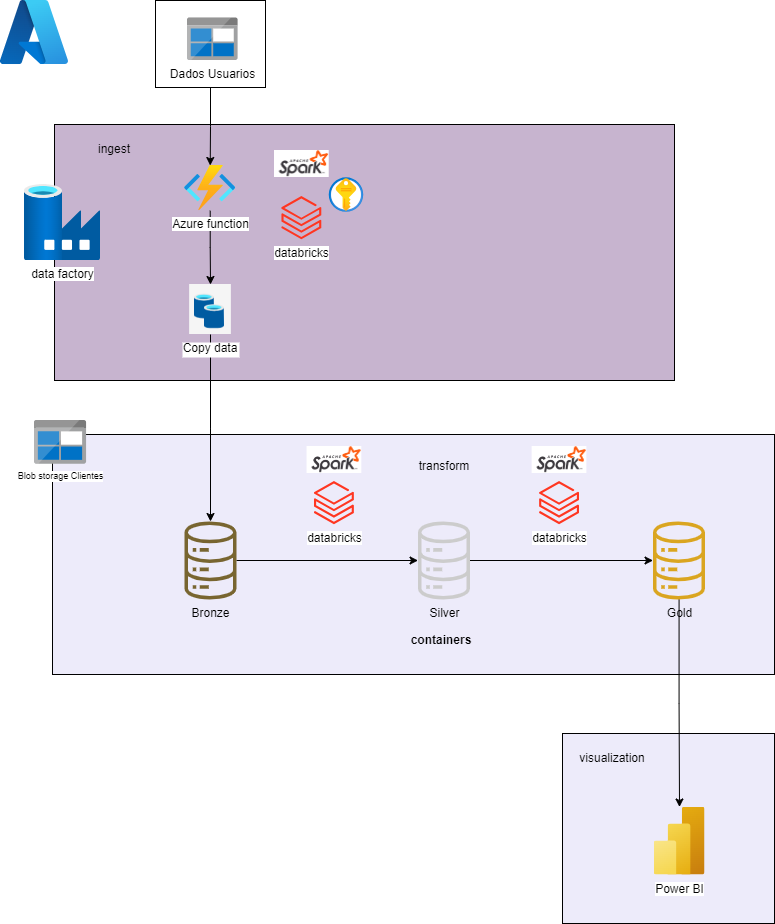 Dados Usuarios
ingest
APACHE
Spark
Azure function
databricks
data factory
Copy data
Blob storage Clientes
APACHE
Spark
transform
APACHE
Spark
databricks
databricks
Bronze
Silver
Gold
containers
visualization
Power BI